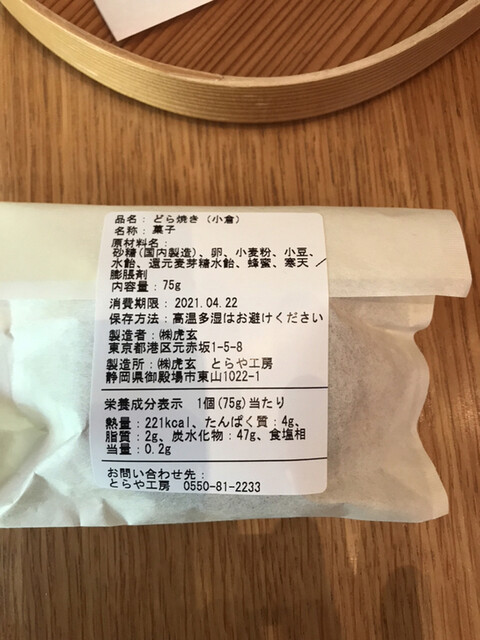 品名：どら焼き（小倉）
名称：菓子
原材料名：
砂糖(国内製造)、卵、小麦粉、小豆、
水飴、還元麦芽糖水飴、蜂蜜、寒天／
膨脹剤
内容量：75g
消費期限：2021.04.22
保存方法：高温多湿はお避けください
製造者：㈱虎玄
東京都港区元赤坂1-5-8
製造所：㈱虎玄　とらや工房
静岡県御殿場市東山1022-1
栄養成分表示　1個(75g)当たり
熱量：221kcal、たんぱく質：4g、
脂質：2g、炭水化物：47g、食塩相
当量：0.2g
お問い合わせ先：
とらや工房　0550-81-2233